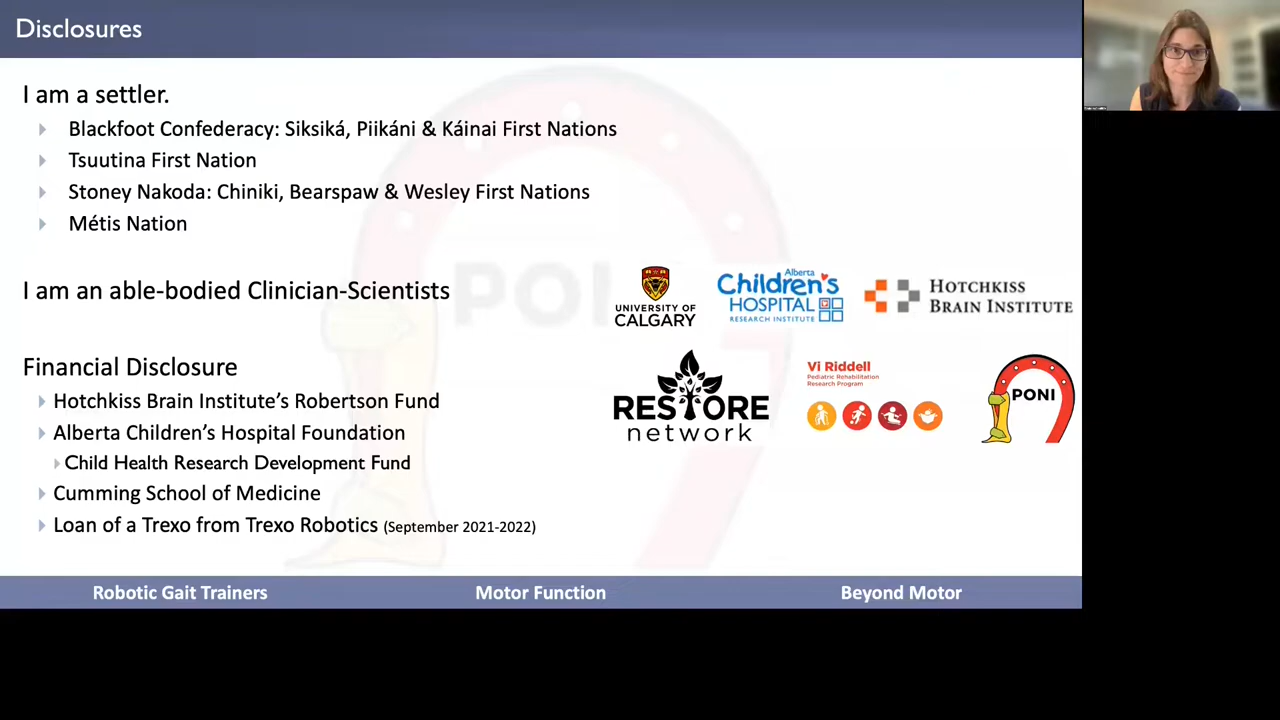 Disclosures
I am a settler.
Blackfoot Confederacy: Siksiká, Piikáni & Káinai First Nations
Tsuutina First Nation
Stoney Nakoda: Chiniki, Bearspaw & Wesley First Nations
Métis Nation
I am an able-bodied Clinician-Scientists
UNIVERSITY OF
CALGARY
Alberta
Children's
HOSPITAL
RESEARCH INSTITUTE
HOTCHKISS
BRAIN INSTITUTE
Financial Disclosure
Hotchkiss Brain Institute's Robertson Fund
Alberta Children's Hospital Foundation
Child Health Research Development Fund
Cumming School of Medicine
Loan of a Trexo from Trexo Robotics (September 2021-2022)
RESTORE
network
Vi Riddell
Pediatric Rehabilitation
Research Program
PONI
PONI
Robotic Gait Trainers
Motor Function
Beyond Motor